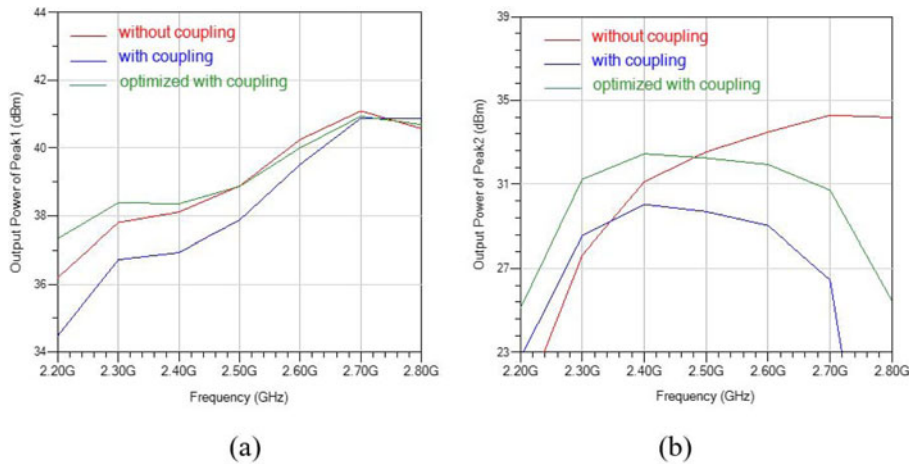 44
42
40
38
36
34
Output Power of Peak1 (dBm)
without coupling
with coupling
optimized with coupling
2.20G 2.30G 2.40G 2.50G 2.60G 2.70G 2.80G
Frequency (GHz)
(a)
39
35
31
27
23
Output Power of Peak2 (dBm)
without coupling
with coupling
optimized with coupling
2.20G 2.30G 2.40G 2.50G 2.60G 2.70G 2.80G
Frequency (GHz)
(b)